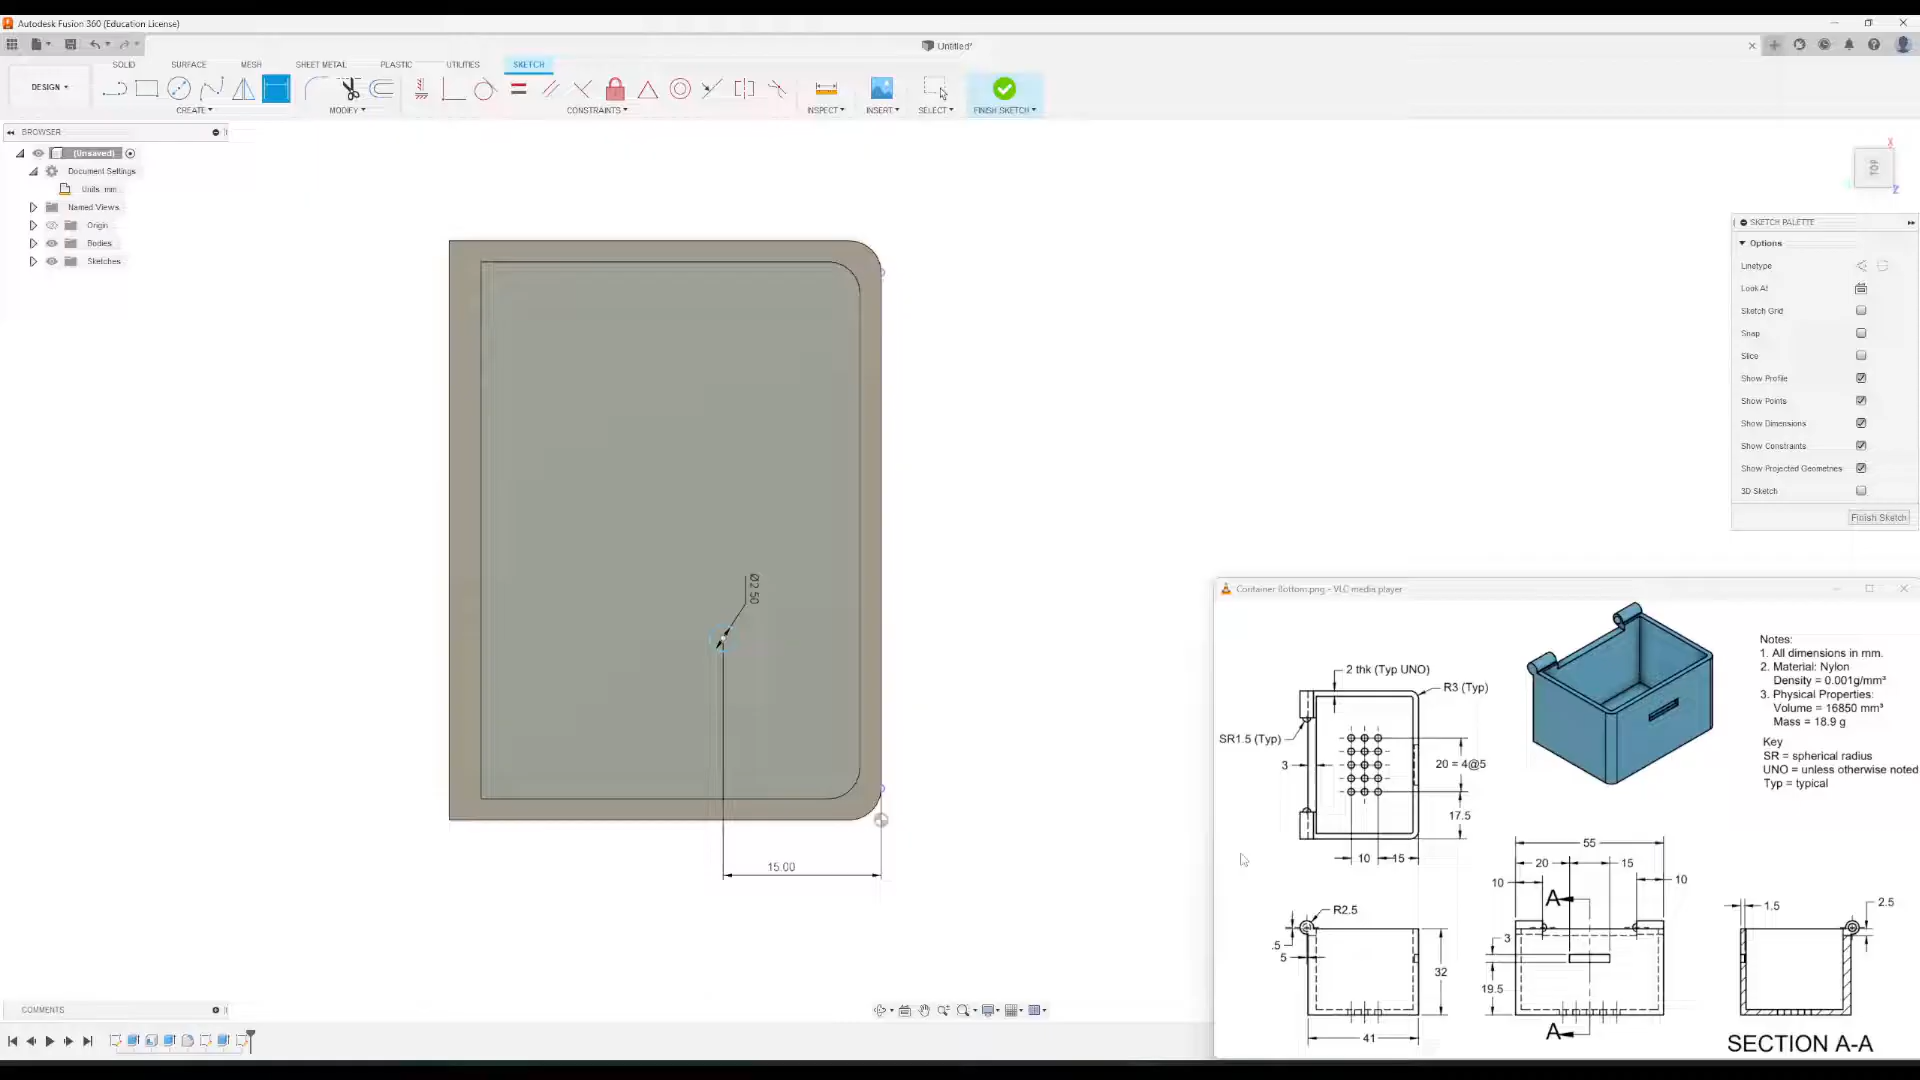 Autodesk Fusion 360 (Education License)
Untitled*
SOLID SURFACE MESH SHEET METAL PLASTIC UTILITIES SKETCH
DESIGN
CREATE MODIFY CONSTRAINTS INSPECT INSERT SELECT FINISH SKETCH
BROWSER
(Unsaved)
Document Settings
Units: mm
Named Views
Origin
Bodies
Sketches
TOP
X
Z
SKETCH PALETTE
Options
Linetype
Look At
Sketch Grid
Snap
Slice
Show Profile
Show Points
Show Dimensions
Show Constraints
Show Projected Geometries
3D Sketch
Finish Sketch
Ø2.50
15.00
Container Bottom.png - VLC media player
2 thk (Typ UNO)
R3 (Typ)
SR1.5 (Typ)
3
20 = 4@5
17.5
10
15
Notes:
1. All dimensions in mm.
2. Material: Nylon
Density = 0.001g/mm³
3. Physical Properties:
Volume = 16850 mm³
Mass = 18.9 g
Key
SR = spherical radius
UNO = unless otherwise noted
Typ = typical
R2.5
.5
5
32
41
55
20
15
10
10
A
3
19.5
A
1.5
2.5
SECTION A-A
COMMENTS